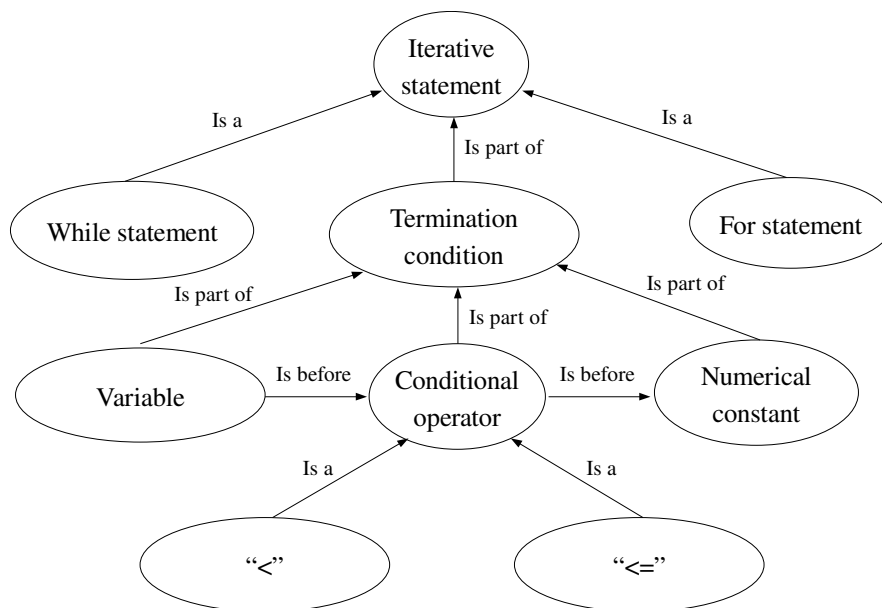 Iterative
statement
Is a
Is a
Is part of
While statement
Termination
condition
For statement
Is part of
Is part of
Is part of
Variable
Is before
Conditional
operator
Is before
Numerical
constant
Is a
Is a
“<”
“<=”